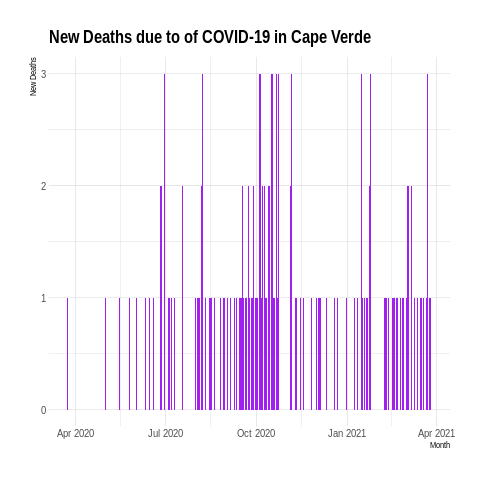 New Deaths due to of COVID-19 in Cape Verde
New Deaths
3
2
1
0
Apr 2020 Jul 2020 Oct 2020 Jan 2021 Apr 2021
Month